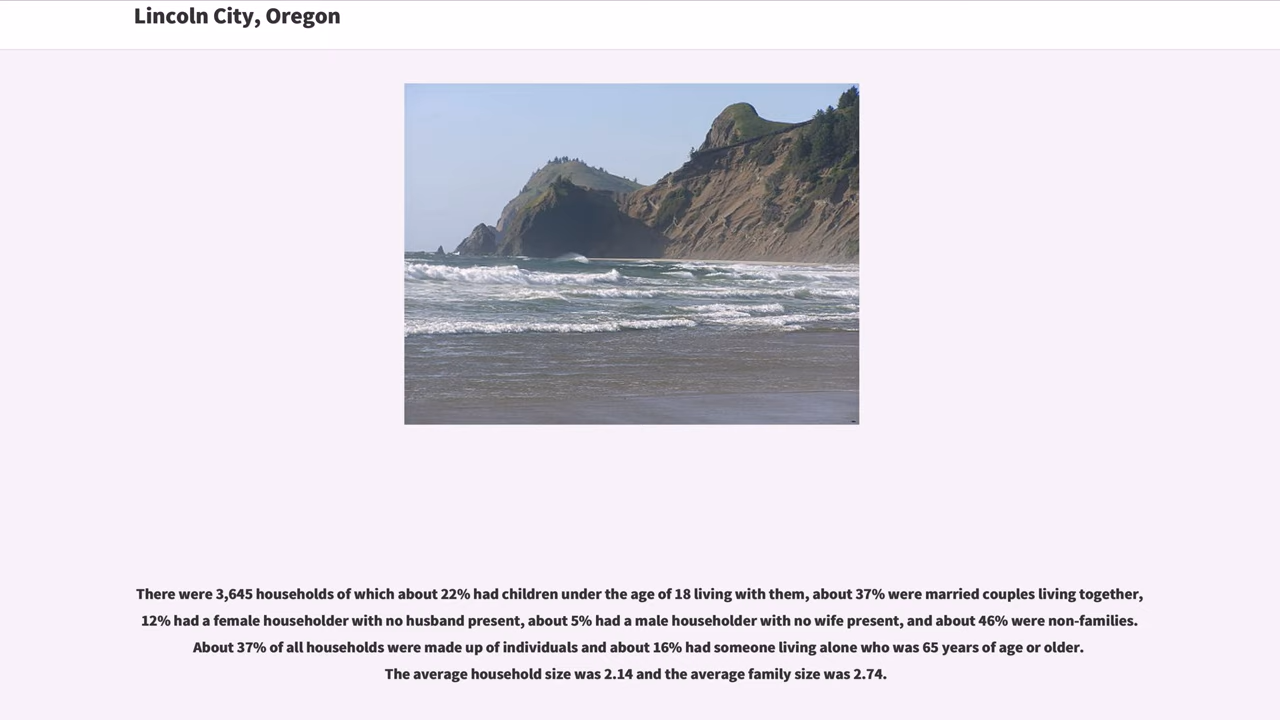 Lincoln City, Oregon
There were 3,645 households of which about 22% had children under the age of 18 living with them, about 37% were married couples living together,
12% had a female householder with no husband present, about 5% had a male householder with no wife present, and about 46% were non-families.
About 37% of all households were made up of individuals and about 16% had someone living alone who was 65 years of age or older.
The average household size was 2.14 and the average family size was 2.74.